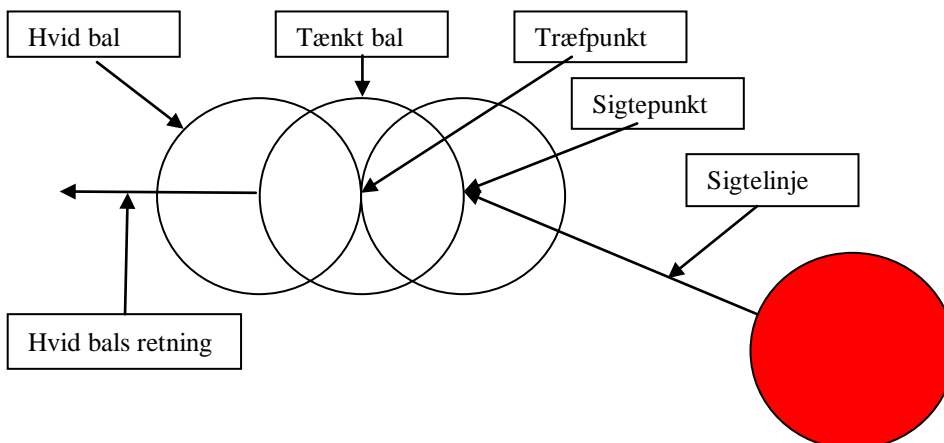 Hvid bal
Tænkt bal
Træfpunkt
Sigtepunkt
Sigtelinje
Hvid bals retning